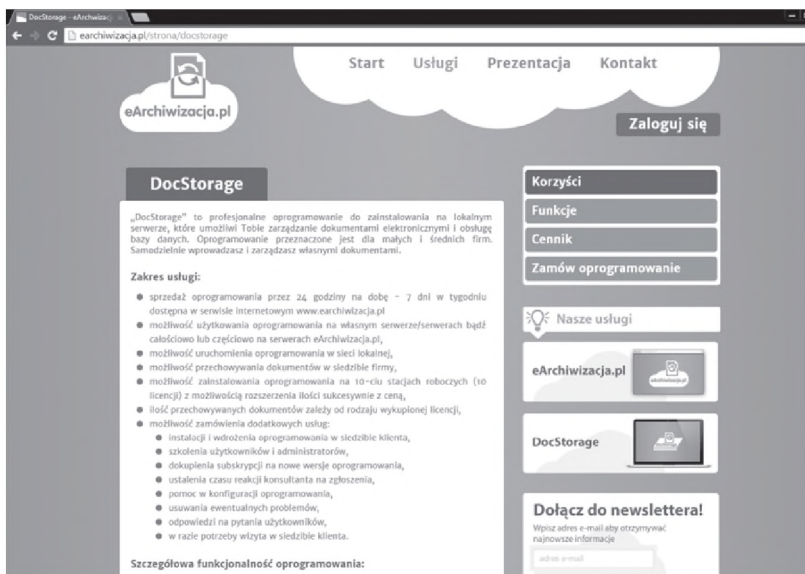 DocStorage - eArchiwizacj
earchiwizacja.pl/strona/docstorage
eArchiwizacja.pl
Start Usługi Prezentacja Kontakt
Zaloguj się
DocStorage
„DocStorage” to profesjonalne oprogramowanie do zainstalowania na lokalnym
serwerze, które umożliwi Tobie zarządzanie dokumentami elektronicznymi i obsługę
bazy danych. Oprogramowanie przeznaczone jest dla małych i średnich firm.
Samodzielnie wprowadzasz i zarządzasz własnymi dokumentami.
Zakres usługi:
sprzedaż oprogramowania przez 24 godziny na dobę – 7 dni w tygodniu
dostępna w serwisie internetowym www.earchiwizacja.pl
możliwość użytkowania oprogramowania na własnym serwerze/serwerach bądź
całościowo lub częściowo na serwerach eArchiwizacja.pl,
możliwość uruchomienia oprogramowania w sieci lokalnej,
możliwość przechowywania dokumentów w siedzibie firmy,
możliwość zainstalowania oprogramowania na 10-ciu stacjach roboczych (10
licencji) z możliwością rozszerzenia ilości sukcesywnie z ceną,
ilość przechowywanych dokumentów zależy od rodzaju wykupionej licencji,
możliwość zamówienia dodatkowych usług:
instalacji i wdrożenia oprogramowania w siedzibie klienta,
szkolenia użytkowników i administratorów,
dokupienia subskrypcji na nowe wersje oprogramowania,
ustalenia czasu reakcji konsultanta na zgłoszenia,
pomoc w konfiguracji oprogramowania,
usuwania ewentualnych problemów,
odpowiedzi na pytania użytkowników,
w razie potrzeby wizyta w siedzibie klienta.
Szczegółowa funkcjonalność oprogramowania:
Korzyści
Funkcje
Cennik
Zamów oprogramowanie
Nasze usługi
eArchiwizacja.pl
eArchiwizacja.pl
DocStorage
Dołącz do newslettera!
Wpisz adres e-mail aby otrzymywać
najnowsze informacje
adres e-mail